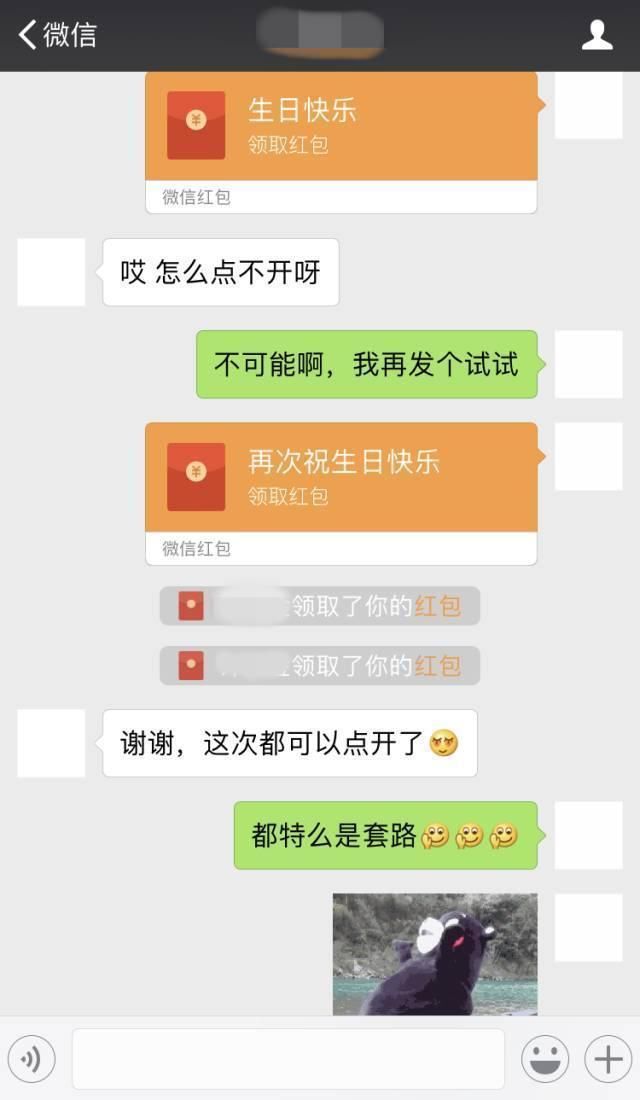 微信
生日快乐
领取红包
微信红包
哎 怎么点不开呀
不可能啊，我再发个试试
再次祝生日快乐
领取红包
微信红包
领取了你的红包
领取了你的红包
谢谢，这次都可以点开了
都特么是套路